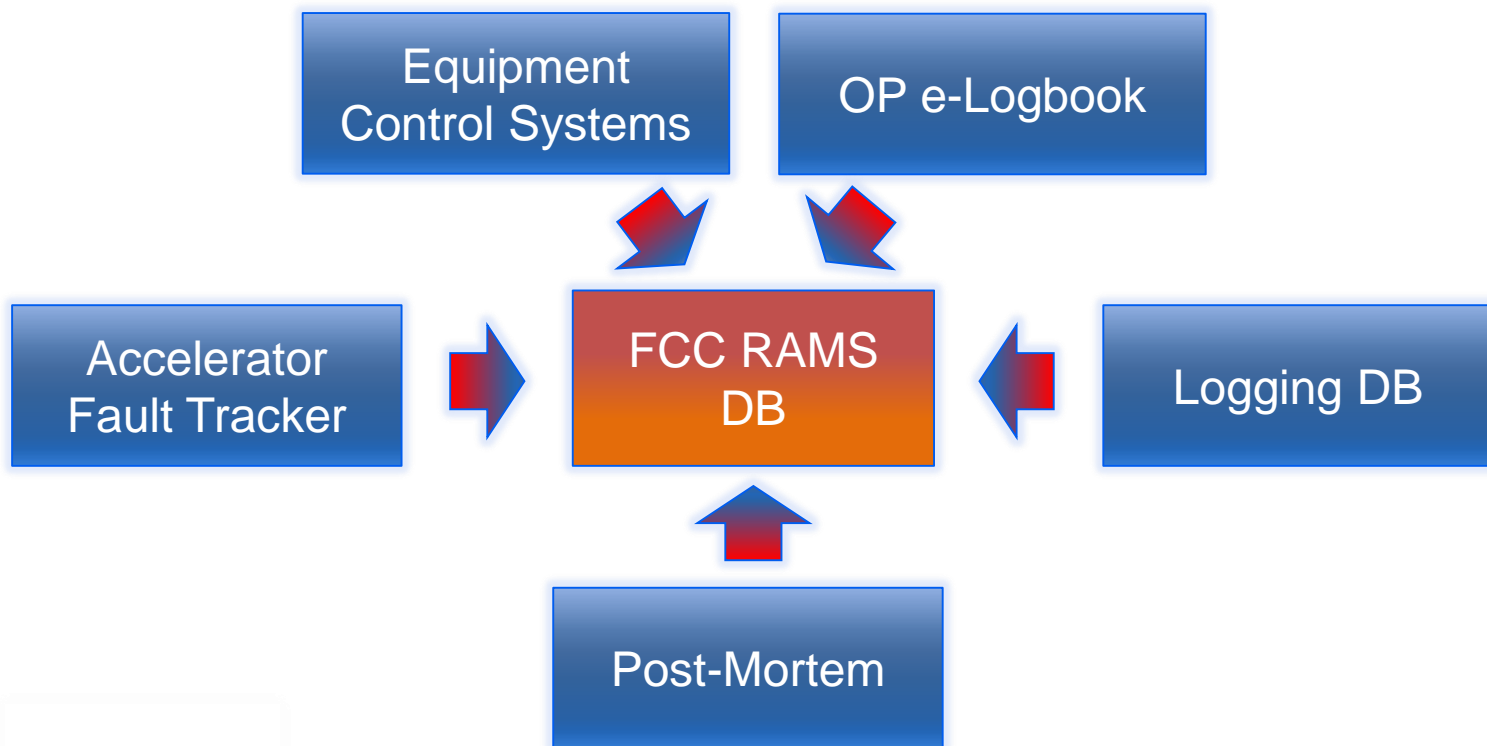 Equipment
Control Systems
OP e-Logbook
Accelerator
Fault Tracker
FCC RAMS
DB
Logging DB
Post-Mortem